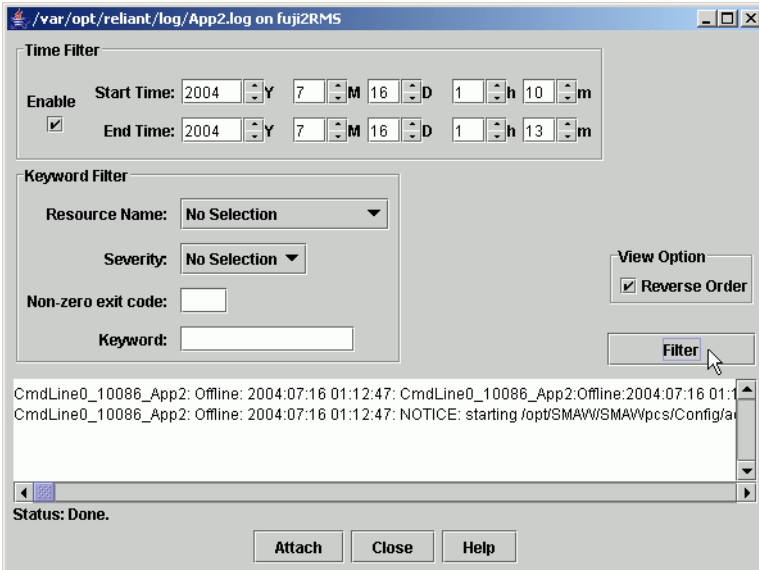 /var/opt/reliant/log/App2.log on fuji2RMS
Time Filter
Enable
Start Time: 2004 Y 7 M 16 D 1 h 10 m
End Time: 2004 Y 7 M 16 D 1 h 13 m
Keyword Filter
Resource Name: No Selection
Severity: No Selection
Non-zero exit code:
Keyword:
View Option
Reverse Order
Filter
CmdLine0_10086_App2: Offline: 2004:07:16 01:12:47: CmdLine0_10086_App2:Offline:2004:07:16 01:1
CmdLine0_10086_App2: Offline: 2004:07:16 01:12:47: NOTICE: starting /opt/SMAW/SMAWpcs/Config/a
Status: Done.
Attach Close Help